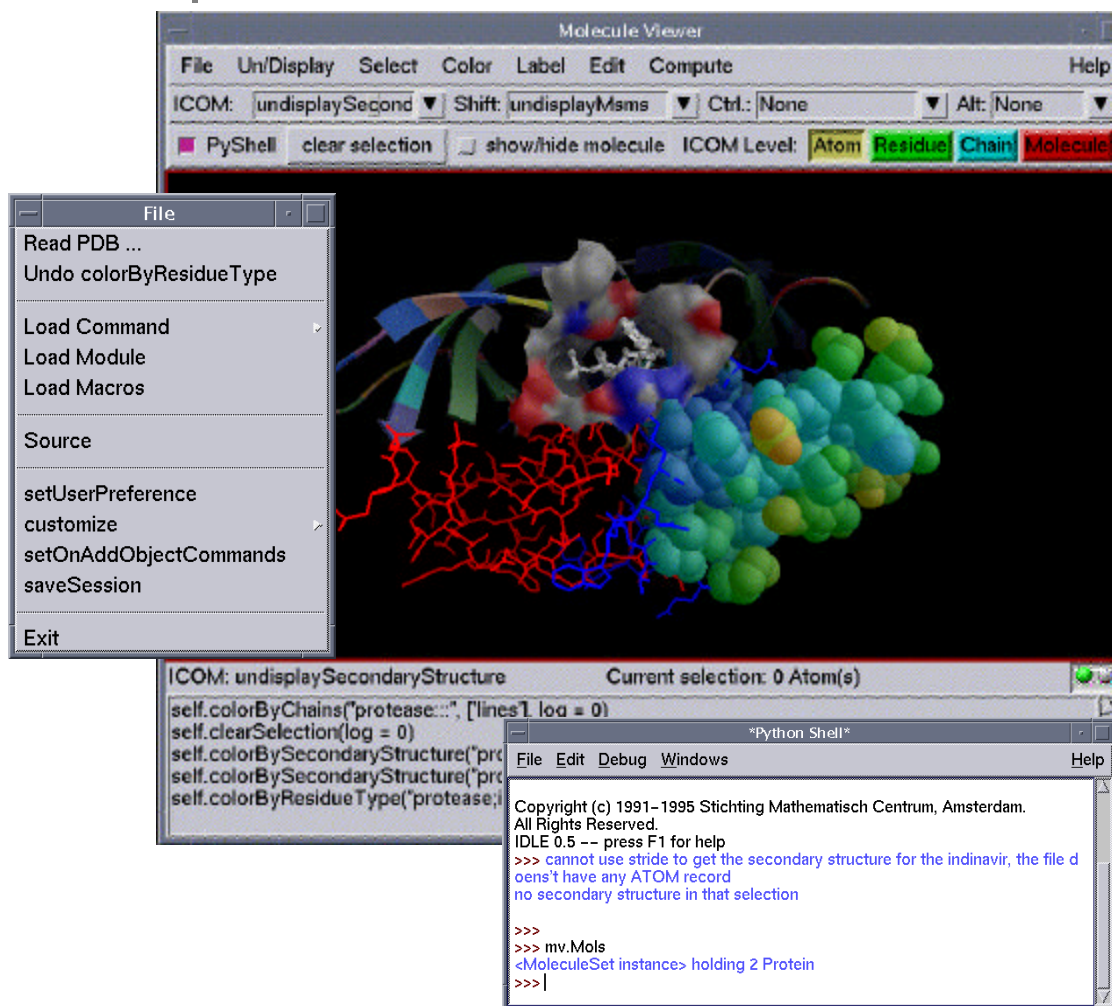 Molecule Viewer
File Un/Display Select Color Label Edit Compute Help
ICOM: undisplaySecond Shift: undisplayMsms Ctrl.: None Alt: None
PyShell clear selection show/hide molecule ICOM Level: Atom Residue Chain Molecule
File
Read PDB ...
Undo colorByResidueType
Load Command
Load Module
Load Macros
Source
setUserPreference
customize
setOnAddObjectCommands
saveSession
Exit
ICOM: undisplaySecondaryStructure Current selection: 0 Atom(s)
self.colorByChains("protease:::", ['lines'], log = 0)
self.clearSelection(log = 0)
self.colorBySecondaryStructure("pro
self.colorBySecondaryStructure("pro
self.colorByResidueType("protease;i
*Python Shell*
File Edit Debug Windows Help
Copyright (c) 1991-1995 Stichting Mathematisch Centrum, Amsterdam.
All Rights Reserved.
IDLE 0.5 -- press F1 for help
>>> cannot use stride to get the secondary structure for the indinavir, the file d
oens't have any ATOM record
no secondary structure in that selection
>>>
>>> mv.Mols
<MoleculeSet instance> holding 2 Protein
>>>